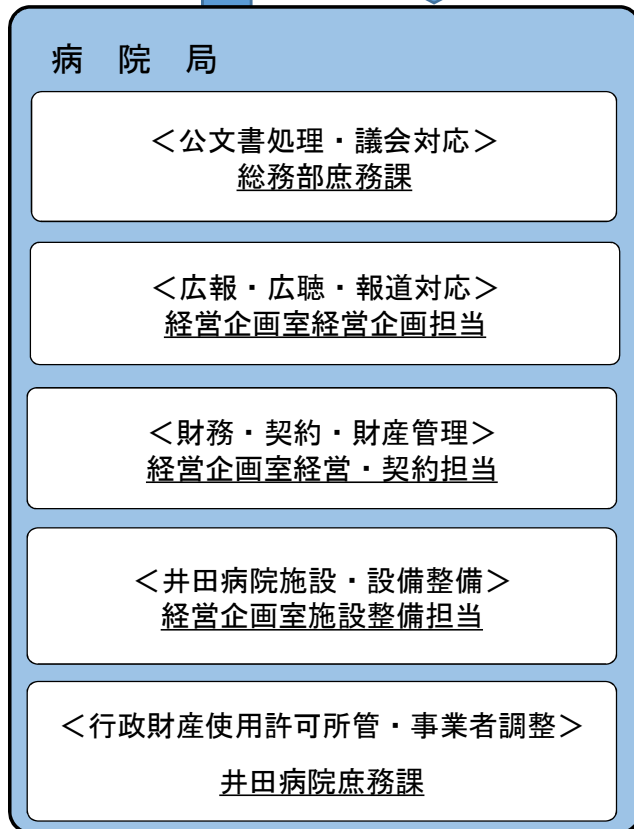 病 院 局
＜公文書処理・議会対応＞
総務部庶務課
＜広報・広聴・報道対応＞
経営企画室経営企画担当
＜財務・契約・財産管理＞
経営企画室経営・契約担当
＜井田病院施設・設備整備＞
経営企画室施設整備担当
＜行政財産使用許可所管・事業者調整＞
井田病院庶務課